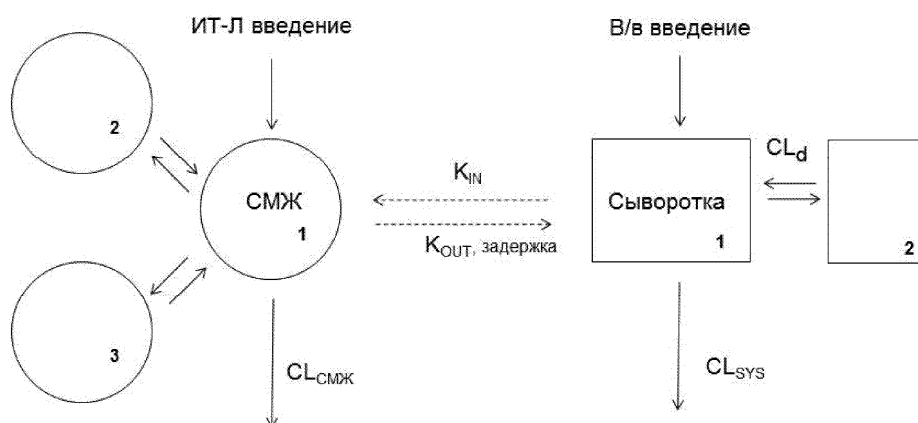 ИТ-Л введение
В/в введение
2
CL_d
K_IN
СМЖ
1
Сыворотка
1
K_OUT, задержка
2
3
CL_СМЖ
CL_SYS